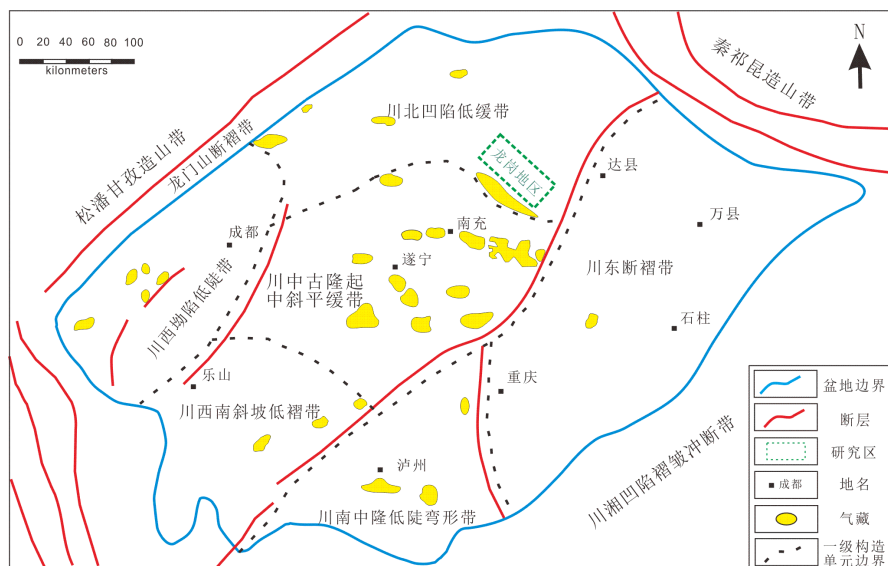 0 20 40 60 80 100
kilonmeters
N
秦祁昆造山带
松潘甘孜造山带
龙门山断褶带
川北凹陷低缓带
龙岗地区
达县
万县
成都
南充
遂宁
川中古隆起
中斜平缓带
川东断褶带
川西坳陷低陡带
石柱
乐山
重庆
川西南斜坡低褶带
泸州
川南中隆低陡弯形带
川湘凹陷褶皱冲断带
盆地边界
断层
研究区
成都 地名
气藏
一级构造
单元边界